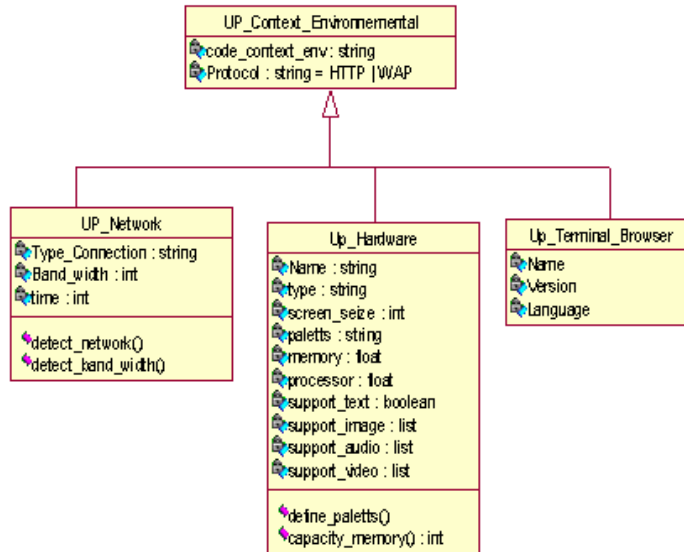 UP_Context_Environnemental
code_context_env: string
Protocol : string = HTTP | WAP
UP_Network
Type_Connection : string
Band_width : int
time : int
detect_network()
detect_band_width()
Up_Hardware
Name : string
type : string
screen_seize : int
paletts : string
memory : float
processor : float
support_text : boolean
support_image : list
support_audio : list
support_video : list
define_paletts()
capacity_memory() : int
Up_Terminal_Browser
Name
Version
Language